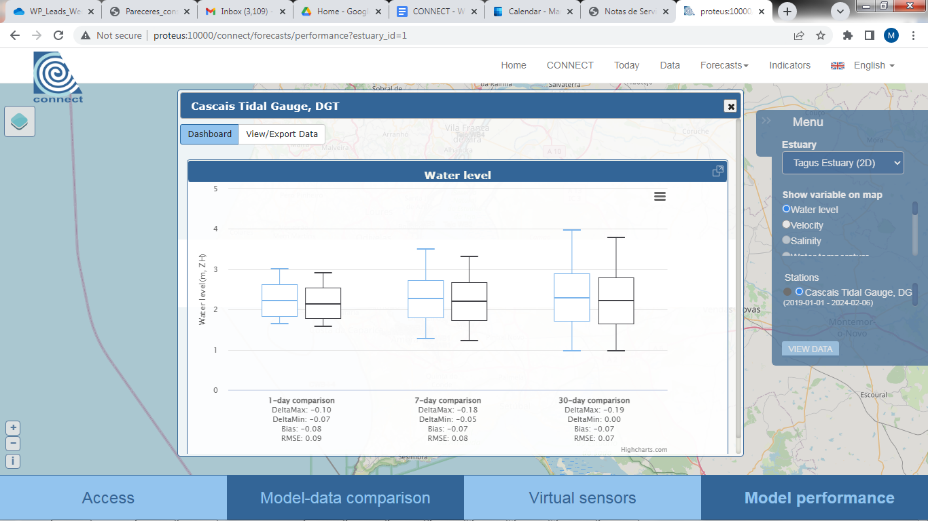 WP_Leads_We
Pareceres_con
Inbox (3,109)
Home - Googl
CONNECT - W
Calendar - Ma
Notas de Serv
proteus:10000
Not secure | proteus:10000/connect/forecasts/performance?estuary_id=1
M
connect
Home CONNECT Today Data Forecasts Indicators English
Cascais Tidal Gauge, DGT
Dashboard View/Export Data
Vila Franca
Water level
5
4
3
2
1
0
Water level(m, ZH)
1-day comparison
DeltaMax: -0.10
DeltaMin: -0.07
Bias: -0.08
RMSE: 0.09
7-day comparison
DeltaMax: -0.18
DeltaMin: -0.05
Bias: -0.07
RMSE: 0.08
30-day comparison
DeltaMax: -0.19
DeltaMin: 0.00
Bias: -0.07
RMSE: 0.07
Highcharts.com
Menu
Estuary
Tagus Estuary (2D)
Show variable on map
Water level
Velocity
Salinity
Water temperature
Stations
Cascais Tidal Gauge, DG
(2019-01-01 - 2024-02-06)
VIEW DATA
Escoural
+
−
i
Access
Model-data comparison
Virtual sensors
Model performance